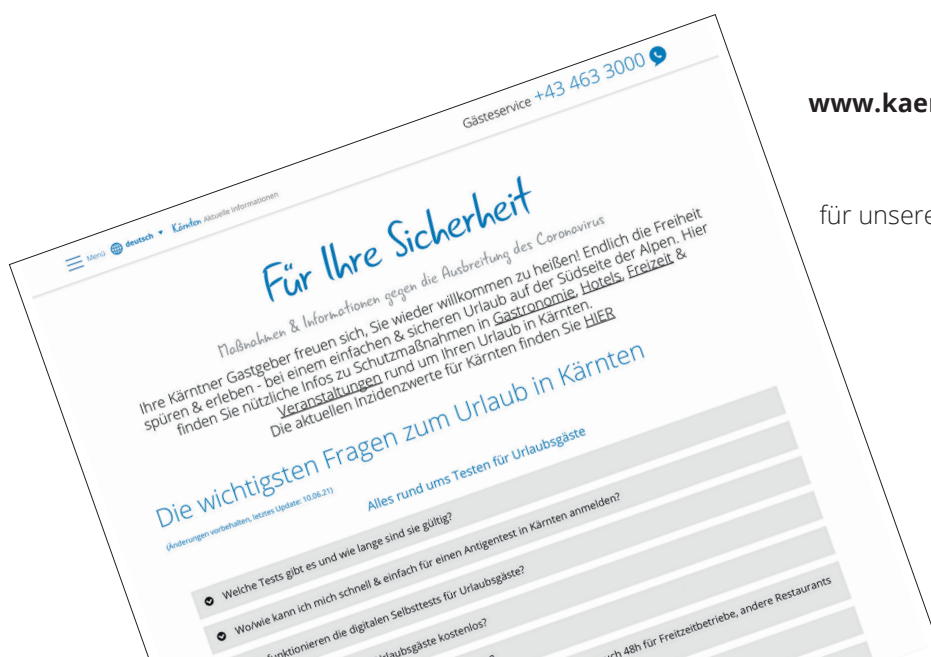 www.kaer
für unsere
Gästeservice +43 463 3000
Menü deutsch Kärnten Aktuelle Informationen
Für Ihre Sicherheit
Maßnahmen & Informationen gegen die Ausbreitung des Coronavirus
Ihre Kärntner Gastgeber freuen sich, Sie wieder willkommen zu heißen! Endlich die Freiheit
spüren & erleben - bei einem einfachen & sicheren Urlaub auf der Südseite der Alpen. Hier
finden Sie nützliche Infos zu Schutzmaßnahmen in Gastronomie, Hotels, Freizeit &
Veranstaltungen rund um Ihren Urlaub in Kärnten.
Die aktuellen Inzidenzwerte für Kärnten finden Sie HIER
Die wichtigsten Fragen zum Urlaub in Kärnten
(Änderungen vorbehalten, letztes Update: 10.06.21)
Alles rund ums Testen für Urlaubsgäste
Welche Tests gibt es und wie lange sind sie gültig?
Wo/wie kann ich mich schnell & einfach für einen Antigentest in Kärnten anmelden?
funktionieren die digitalen Selbsttests für Urlaubsgäste?
rlaubsgäste kostenlos?
uch 48h für Freitzeitbetriebe, andere Restaurants